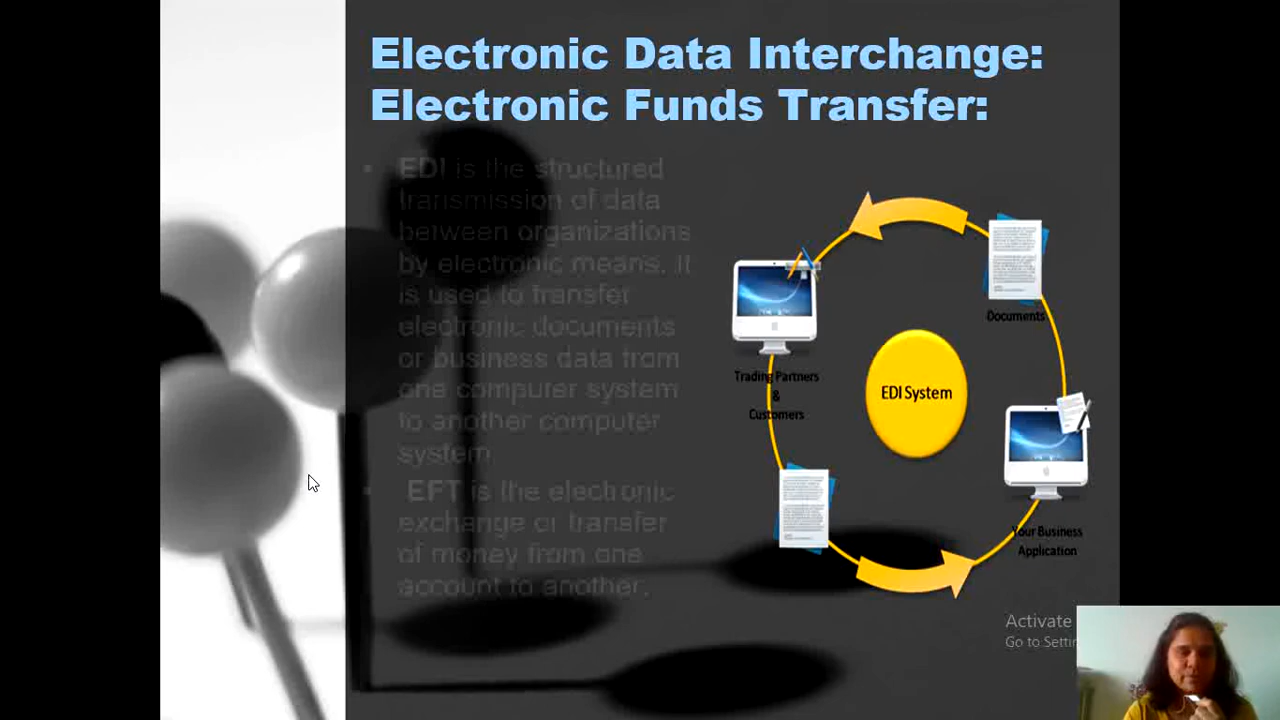 Electronic Data Interchange:
Electronic Funds Transfer:
• EDI is the structured
transmission of data
between organizations
by electronic means. It
is used to transfer
electronic documents
or business data from
one computer system
to another computer
system
• EFT is the electronic
exchange, transfer
of money from one
account to another.
Documents
Trading Partners
&
Customers
EDI System
Your Business
Application
Activate
Go to Settin